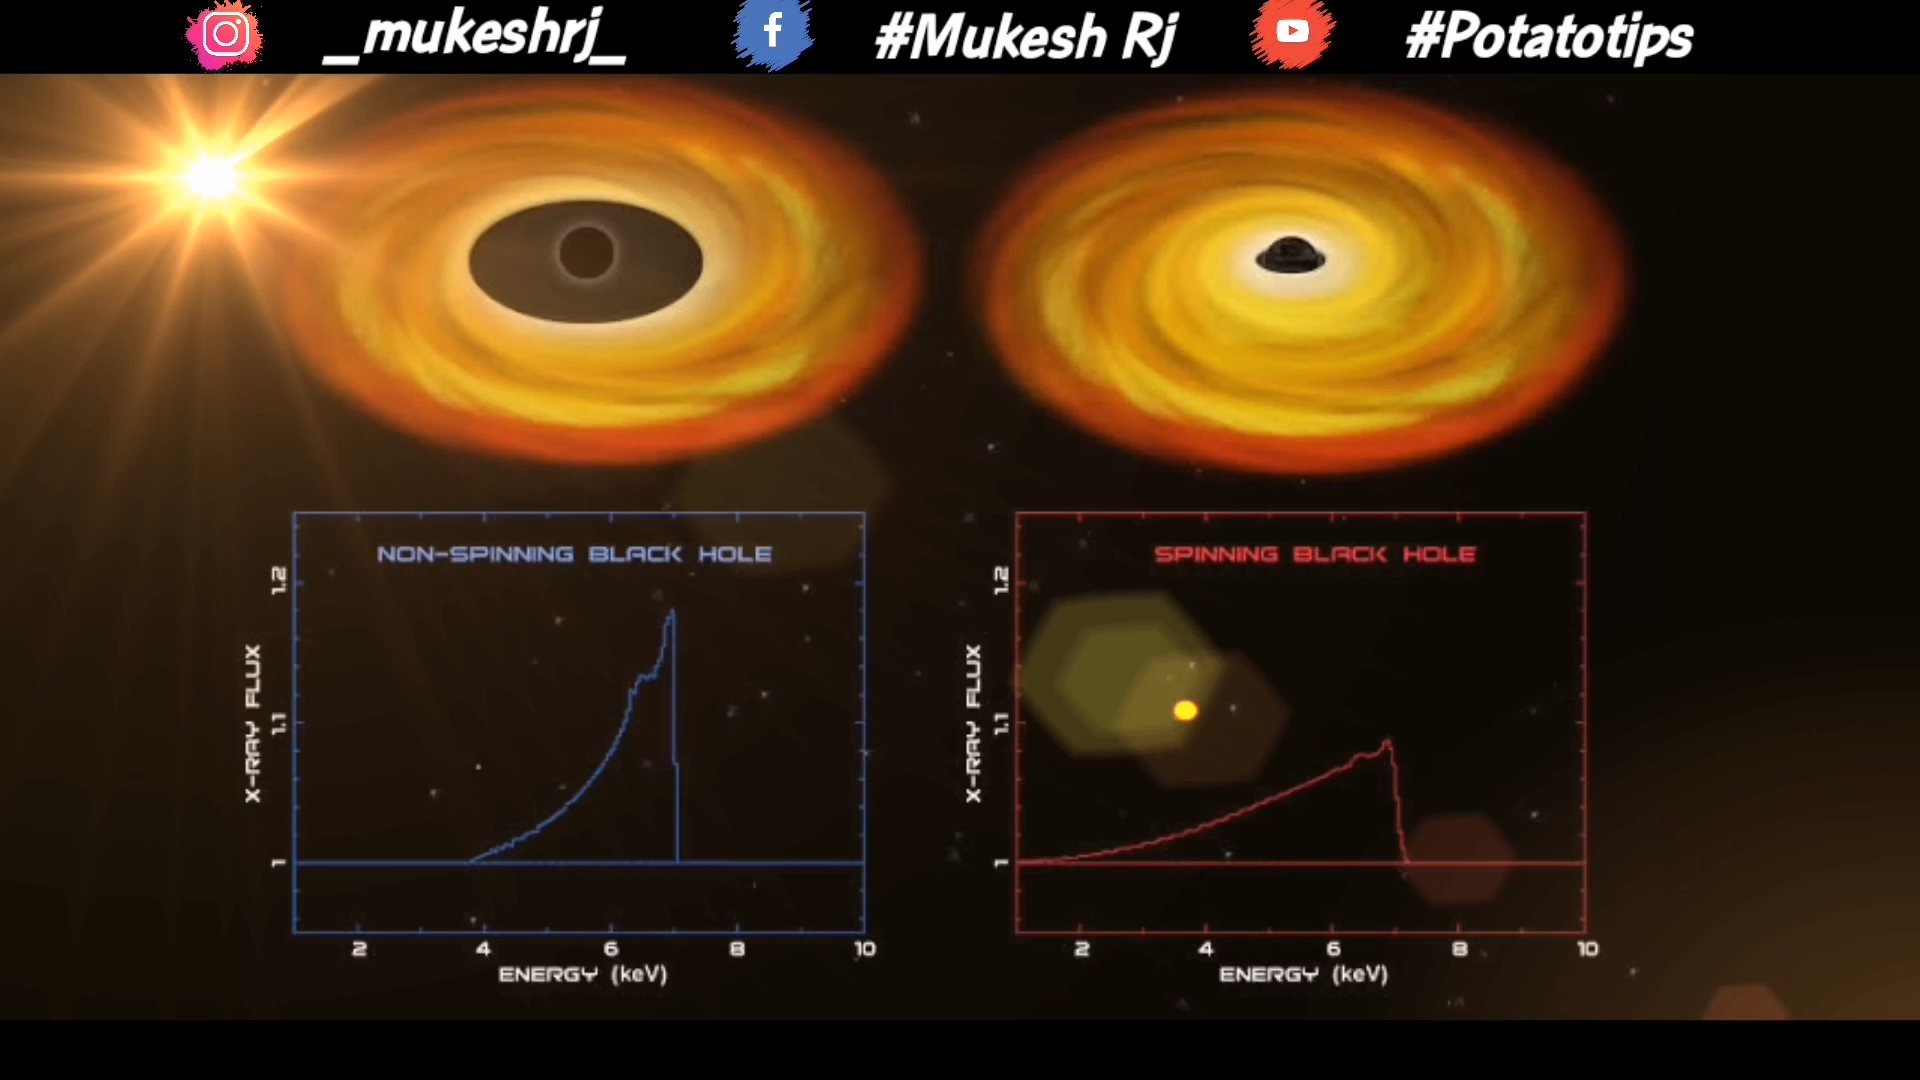 _mukeshrj_ #Mukesh Rj #Potatotips
NON-SPINNING BLACK HOLE
X-RAY FLUX
1.2
1.1
1
2 4 6 8 10
ENERGY (keV)
SPINNING BLACK HOLE
X-RAY FLUX
1.2
1.1
1
2 4 6 8 10
ENERGY (keV)